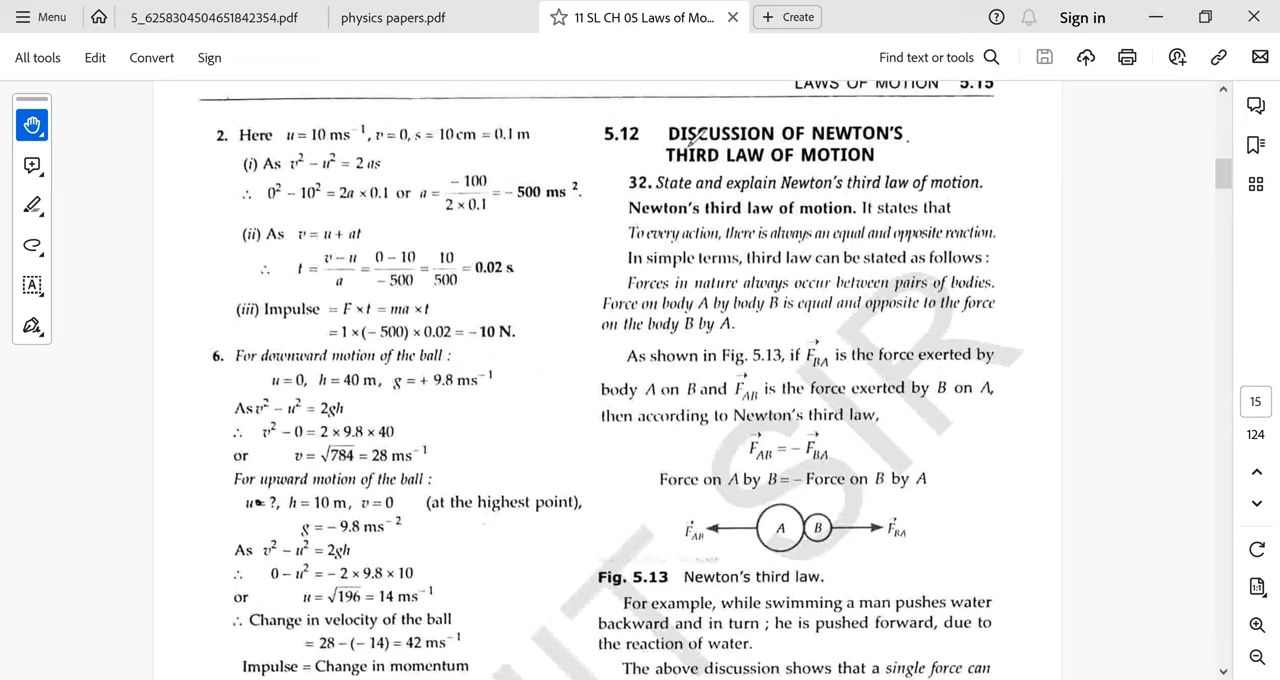 Menu
5_6258304504651842354.pdf
physics papers.pdf
11 SL CH 05 Laws of Mo...
Create
Sign in
All tools
Edit
Convert
Sign
Find text or tools
LAWS OF MOTION 5.15
2. Here u = 10 ms⁻¹, v = 0, s = 10 cm = 0.1 m
(i) As v² − u² = 2 as
∴ 0² − 10² = 2a × 0.1 or a = − 100 / 2 × 0.1 = − 500 ms ².
(ii) As v = u + at
∴ t = v − u / a = 0 − 10 / − 500 = 10 / 500 = 0.02 s
(iii) Impulse = F × t = ma × t
= 1 × (− 500) × 0.02 = − 10 N.
6. For downward motion of the ball :
u = 0, h = 40 m, g = + 9.8 ms⁻¹
As v² − u² = 2gh
∴ v² − 0 = 2 × 9.8 × 40
or v = √784 = 28 ms⁻¹
For upward motion of the ball :
u = ?, h = 10 m, v = 0 (at the highest point),
g = − 9.8 ms⁻²
As v² − u² = 2gh
∴ 0 − u² = − 2 × 9.8 × 10
or u = √196 = 14 ms⁻¹
∴ Change in velocity of the ball
= 28 − (− 14) = 42 ms⁻¹
Impulse = Change in momentum
5.12 DISCUSSION OF NEWTON'S
THIRD LAW OF MOTION
32. State and explain Newton's third law of motion.
Newton's third law of motion. It states that
To every action, there is always an equal and opposite reaction.
In simple terms, third law can be stated as follows :
Forces in nature always occur between pairs of bodies.
Force on body A by body B is equal and opposite to the force
on the body B by A.
As shown in Fig. 5.13, if F⃗BA is the force exerted by
body A on B and F⃗AB is the force exerted by B on A,
then according to Newton's third law,
F⃗AB = − F⃗BA
Force on A by B = − Force on B by A
F⃗AB A B F⃗BA
Fig. 5.13 Newton's third law.
For example, while swimming a man pushes water
backward and in turn ; he is pushed forward, due to
the reaction of water.
The above discussion shows that a single force can
IT SIR
15
124